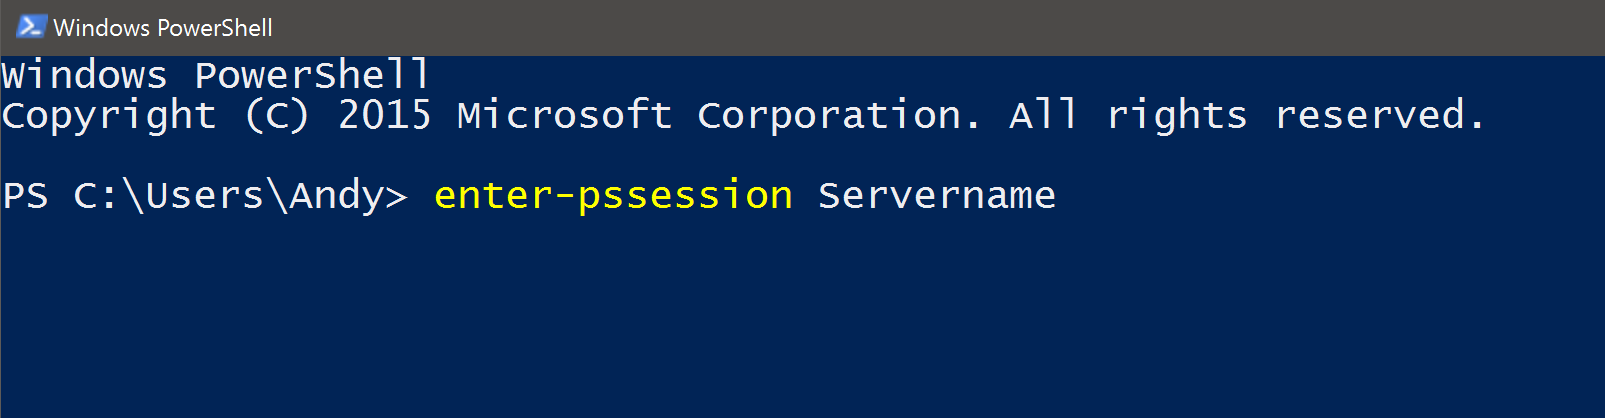 Windows PowerShell
Windows PowerShell
Copyright (C) 2015 Microsoft Corporation. All rights reserved.
PS C:\Users\Andy> enter-pssession Servername